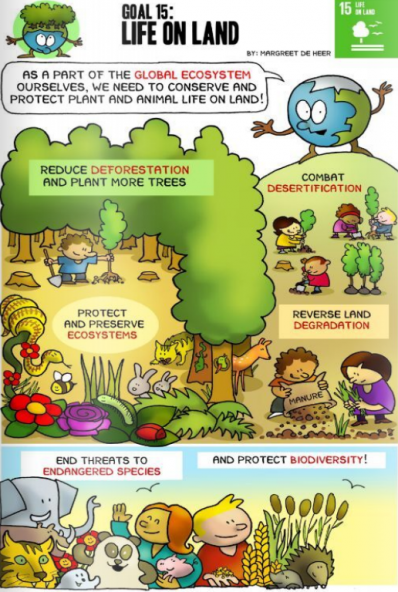 GOAL 15:
LIFE ON LAND
15 LIFE
ON LAND
BY: MARGREET DE HEER
AS A PART OF THE GLOBAL ECOSYSTEM
OURSELVES, WE NEED TO CONSERVE AND
PROTECT PLANT AND ANIMAL LIFE ON LAND!
REDUCE DEFORESTATION
AND PLANT MORE TREES
COMBAT
DESERTIFICATION
PROTECT
AND PRESERVE
ECOSYSTEMS
REVERSE LAND
DEGRADATION
MANURE
END THREATS TO
ENDANGERED SPECIES
AND PROTECT BIODIVERSITY!